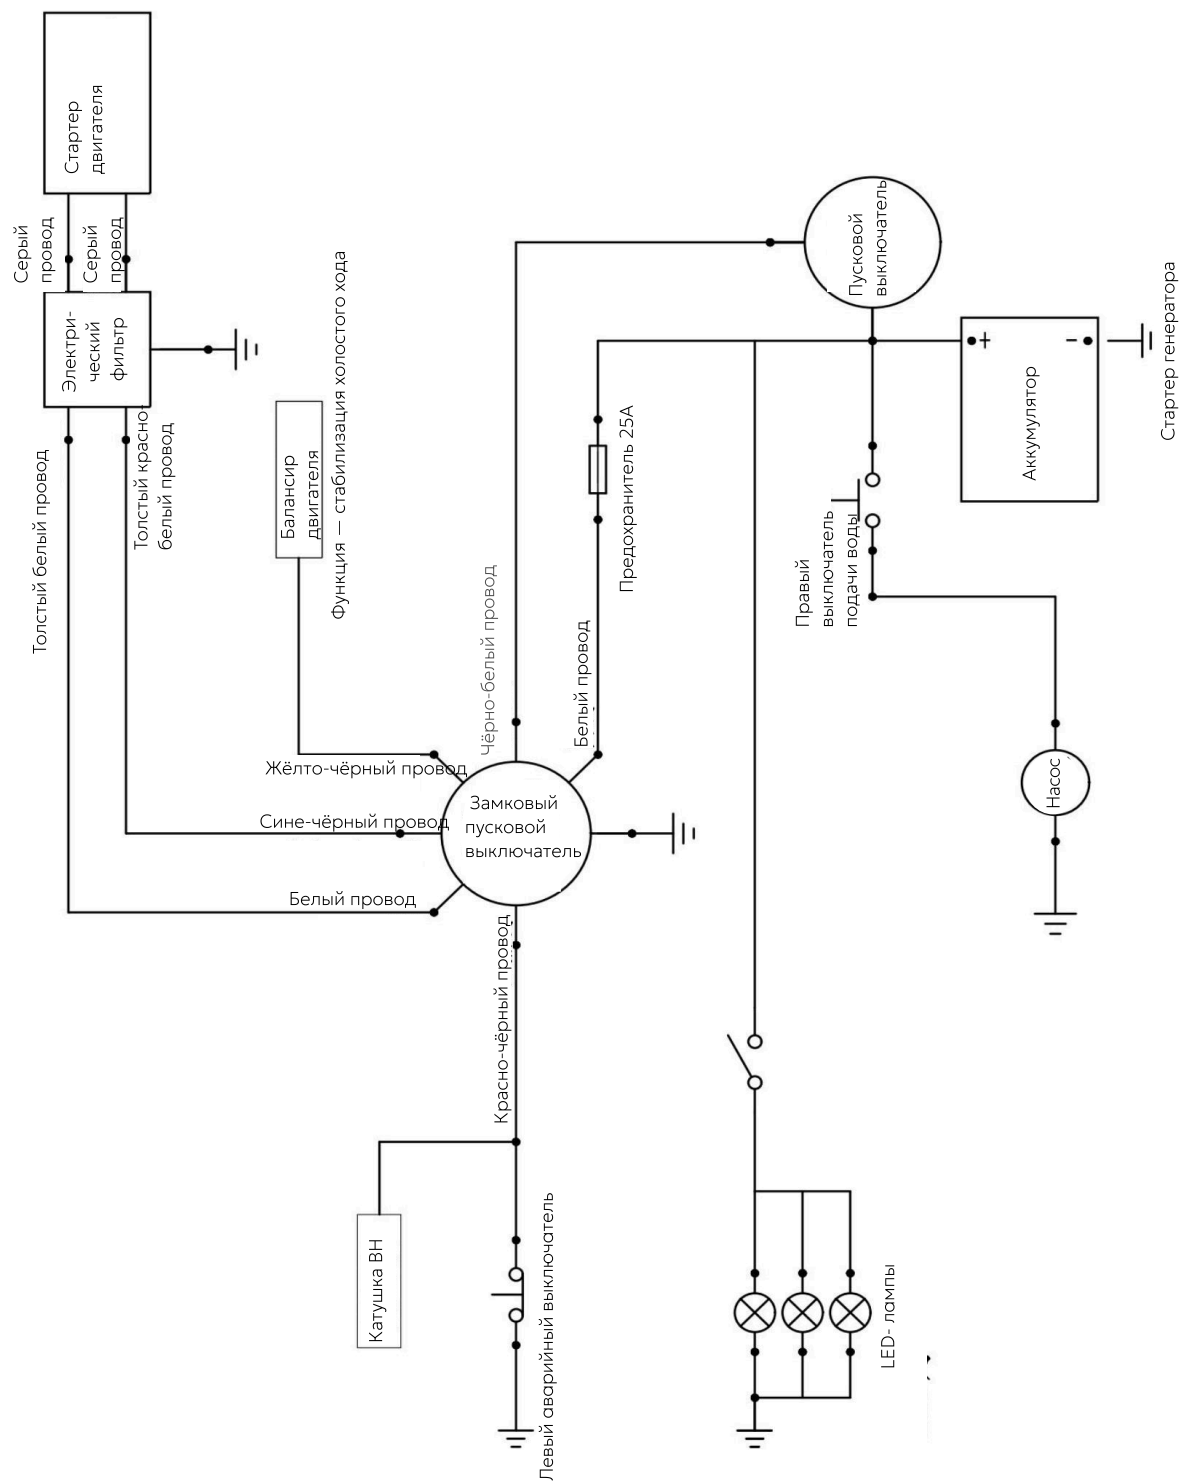 Стартер
двигателя
Серый
провод
Серый
провод
Электри-
ческий
фильтр
Толстый белый провод
Толстый красно-
белый провод
Балансир
двигателя
Функция — стабилизация холостого хода
Пусковой
выключатель
+
−
Аккумулятор
Стартер генератора
Предохранитель 25А
Правый
выключатель
подачи воды
Чёрно-белый провод
Белый провод
Жёлто-чёрный провод
Сине-чёрный провод
Белый провод
Замковый
пусковой
выключатель
Насос
Красно-чёрный провод
Катушка ВН
Левый аварийный выключатель
LED- лампы